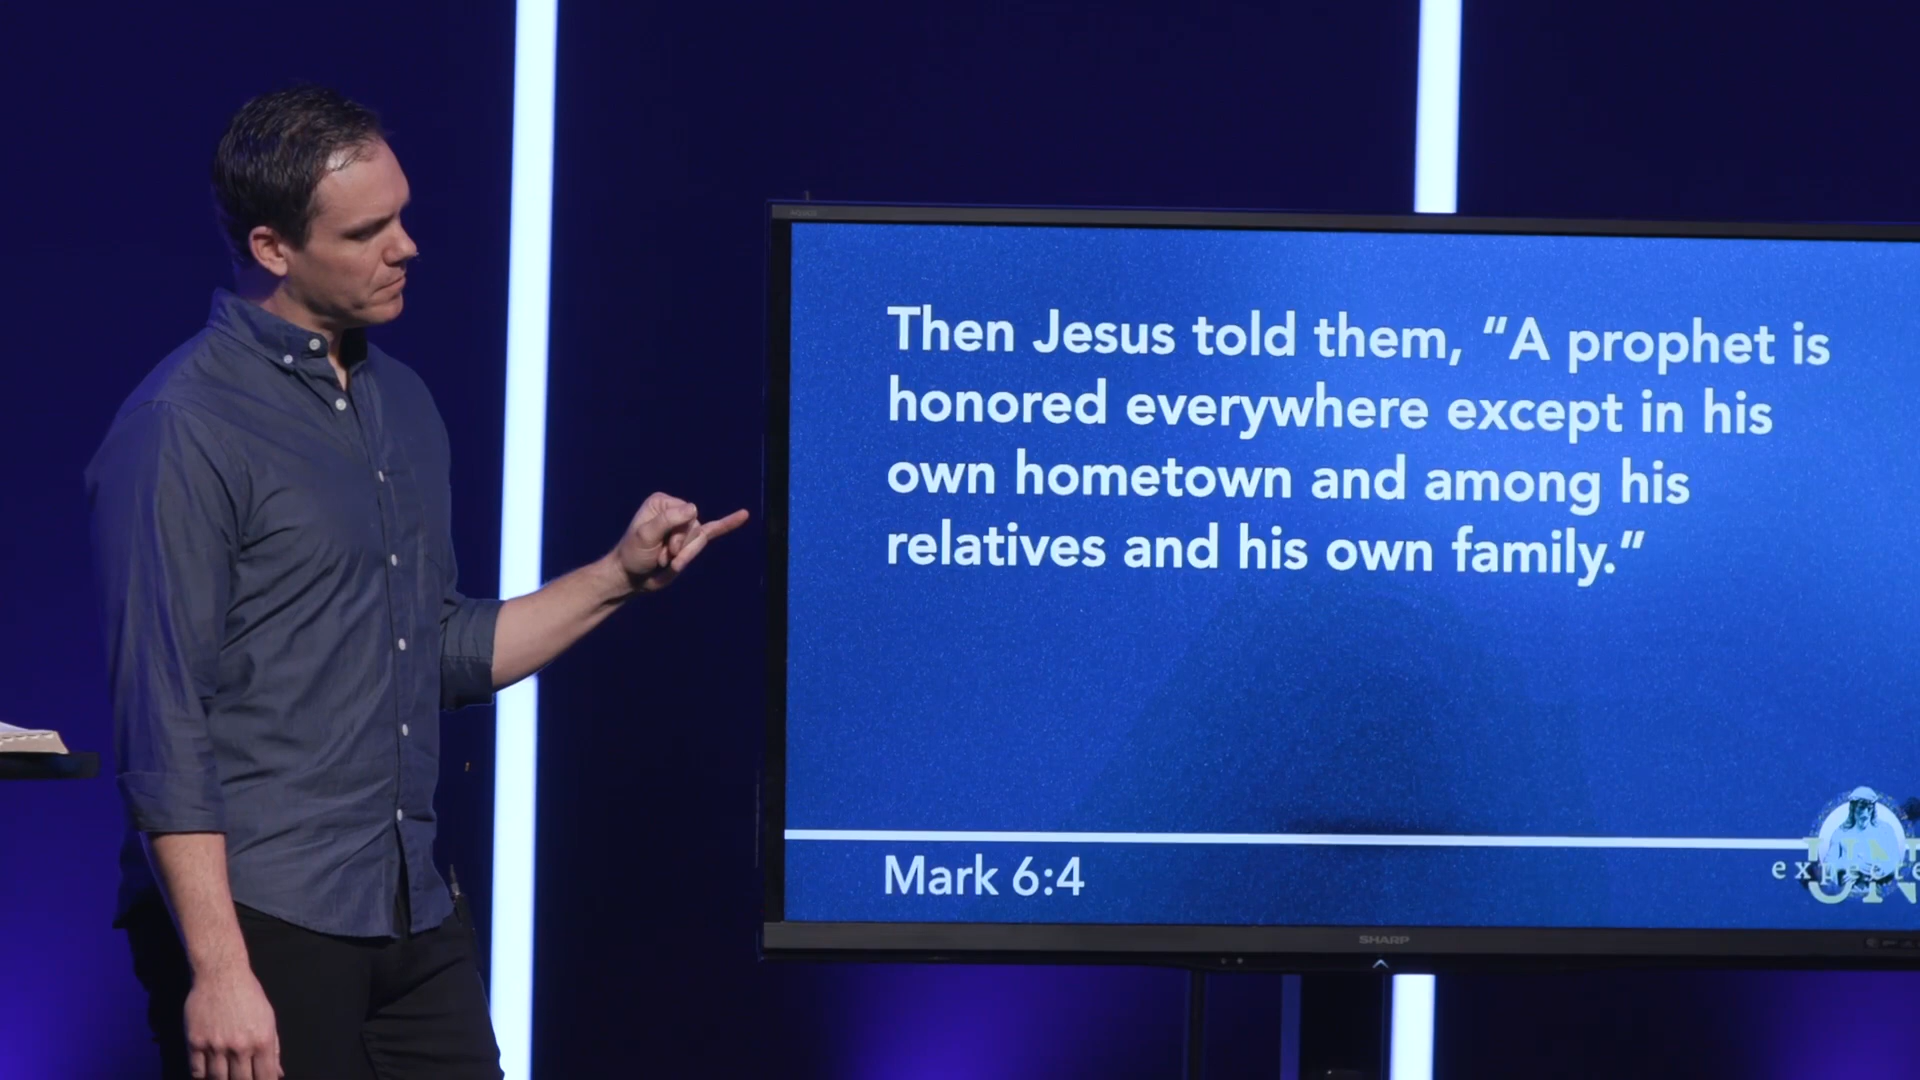 Then Jesus told them, “A prophet is
honored everywhere except in his
own hometown and among his
relatives and his own family.”
Mark 6:4
SHARP